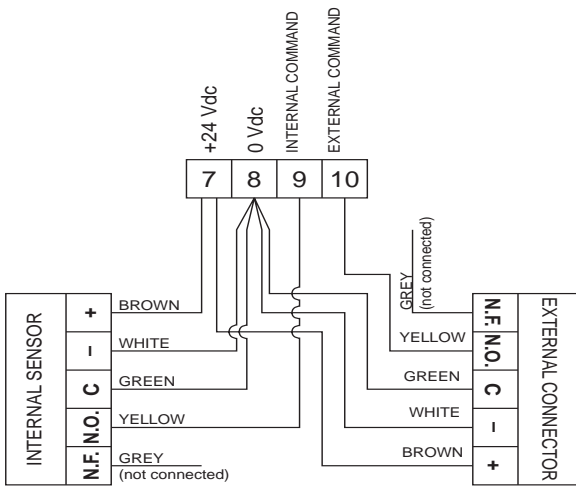 +24 Vdc
0 Vdc
INTERNAL COMMAND
EXTERNAL COMMAND
7 8 9 10
INTERNAL SENSOR
+
–
C
N.O.
N.F.
BROWN
WHITE
GREEN
YELLOW
GREY
(not connected)
GREY
(not connected)
YELLOW
GREEN
WHITE
BROWN
N.F.
N.O.
C
–
+
EXTERNAL CONNECTOR